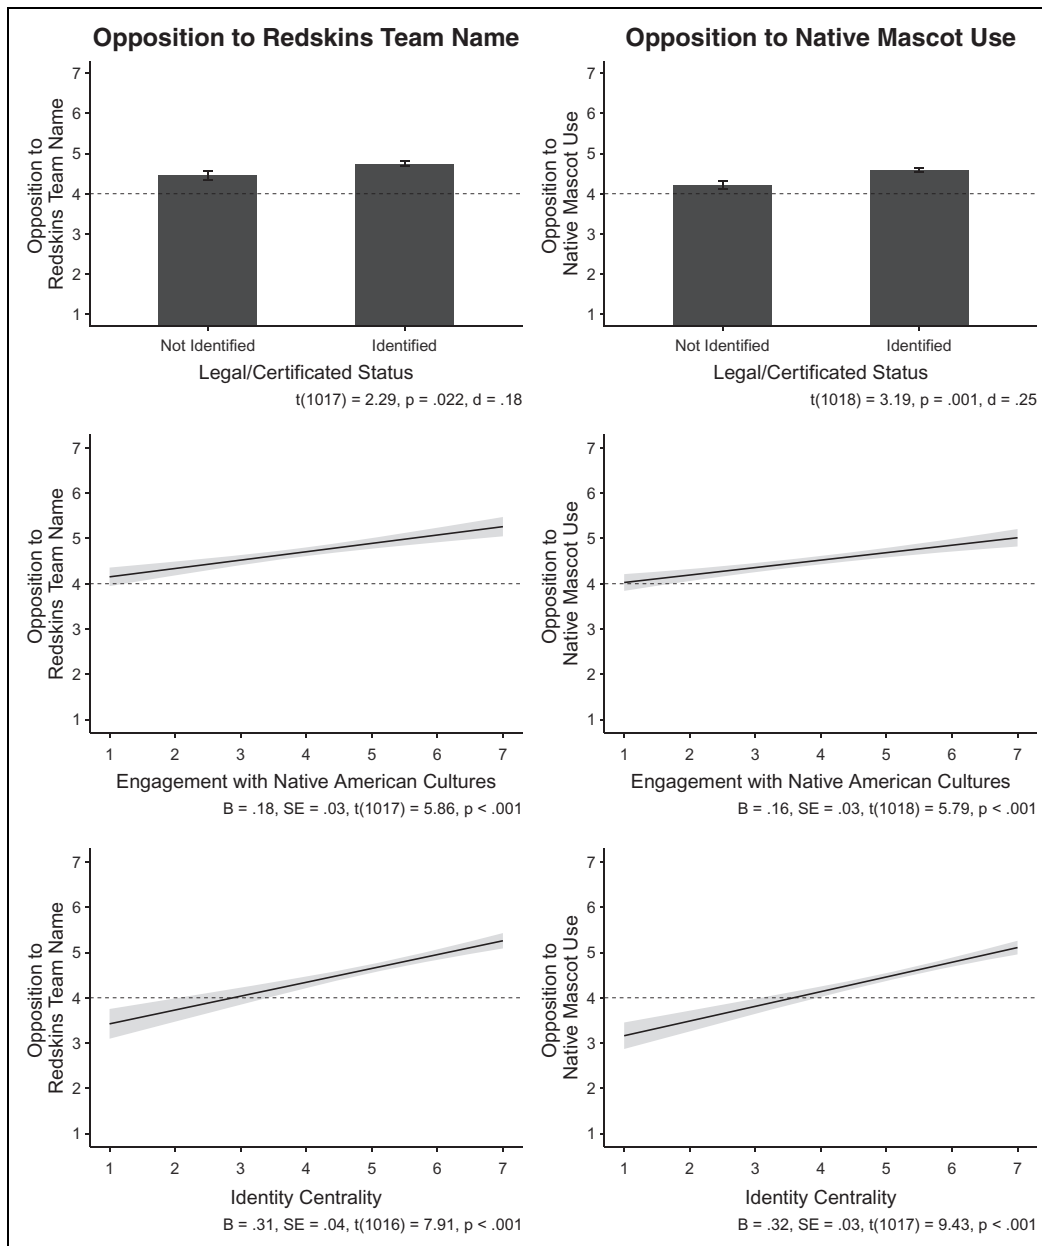 Opposition to Redskins Team Name
Opposition to
Redskins Team Name
7
6
5
4
3
2
1
Not Identified Identified
Legal/Certificated Status
t(1017) = 2.29, p = .022, d = .18
Opposition to Native Mascot Use
Opposition to
Native Mascot Use
7
6
5
4
3
2
1
Not Identified Identified
Legal/Certificated Status
t(1018) = 3.19, p = .001, d = .25
Opposition to
Redskins Team Name
7
6
5
4
3
2
1
1 2 3 4 5 6 7
Engagement with Native American Cultures
B = .18, SE = .03, t(1017) = 5.86, p < .001
Opposition to
Native Mascot Use
7
6
5
4
3
2
1
1 2 3 4 5 6 7
Engagement with Native American Cultures
B = .16, SE = .03, t(1018) = 5.79, p < .001
Opposition to
Redskins Team Name
7
6
5
4
3
2
1
1 2 3 4 5 6 7
Identity Centrality
B = .31, SE = .04, t(1016) = 7.91, p < .001
Opposition to
Native Mascot Use
7
6
5
4
3
2
1
1 2 3 4 5 6 7
Identity Centrality
B = .32, SE = .03, t(1017) = 9.43, p < .001